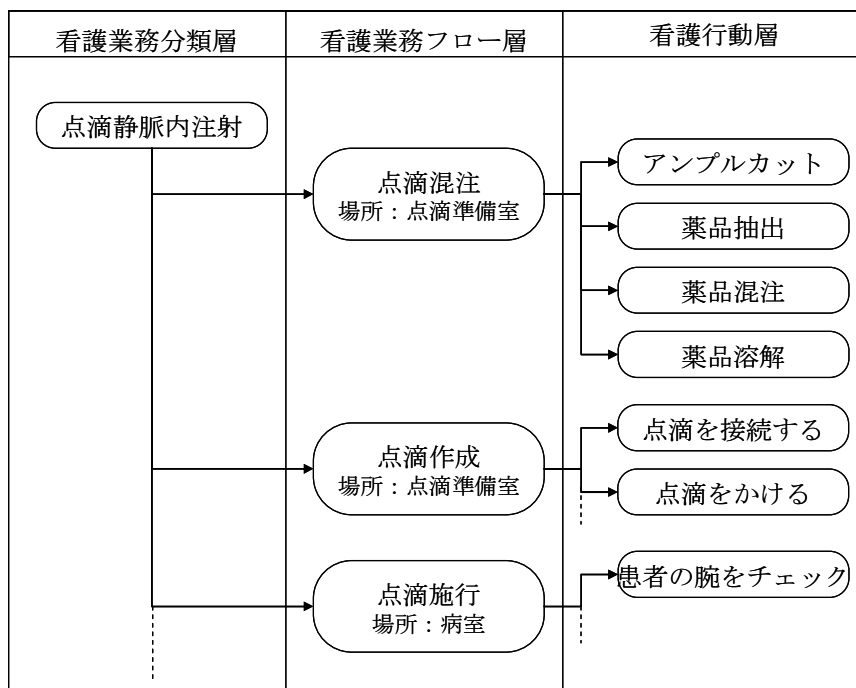 看護業務分類層
看護業務フロー層
看護行動層
点滴静脈内注射
点滴混注
場所：点滴準備室
アンプルカット
薬品抽出
薬品混注
薬品溶解
点滴作成
場所：点滴準備室
点滴を接続する
点滴をかける
点滴施行
場所：病室
患者の腕をチェック